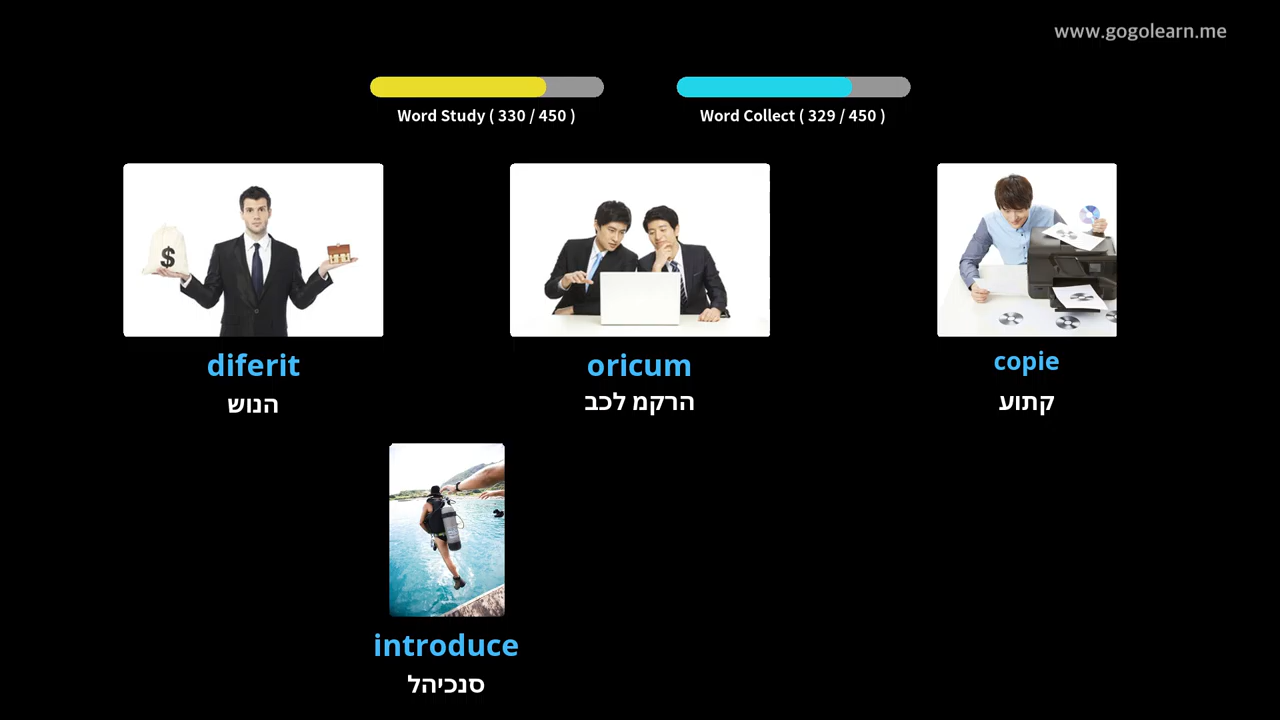 www.gogolearn.me
Word Study ( 330 / 450 )
Word Collect ( 329 / 450 )
diferit
הנוש
oricum
הרקמ לכב
copie
קתוע
introduce
סנכיהל